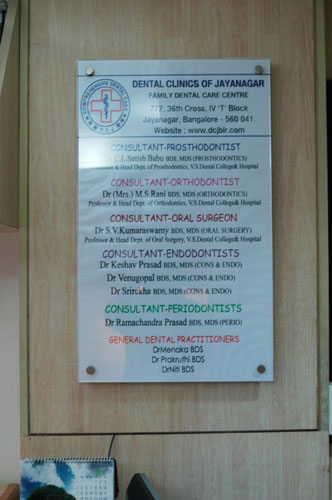 DENTAL CLINICS OF JAYANAGAR
FAMILY DENTAL CARE CENTRE
777, 36th Cross, IV 'T' Block
Jayanagar, Bangalore - 560 041.
Website : www.dcjblr.com
CONSULTANT-PROSTHODONTIST
Dr C.L.Satish Babu BDS, MDS (PROSTHODONTICS)
Professor & Head Dept. of Prosthodontics, V.S.Dental College& Hospital
CONSULTANT-ORTHODONTIST
Dr (Mrs.) M.S.Rani BDS, MDS (ORTHODONTICS)
Professor & Head Dept. of Orthodontics, V.S.Dental College& Hospital
CONSULTANT-ORAL SURGEON
Dr S.V.Kumaraswamy BDS, MDS (ORAL SURGERY)
Professor & Head Dept. of Oral Surgery, V.S.Dental College& Hospital
CONSULTANT-ENDODONTISTS
Dr Keshav Prasad BDS, MDS (CONS & ENDO)
Dr Venugopal BDS, MDS (CONS & ENDO)
Dr Srirekha BDS, MDS (CONS & ENDO)
CONSULTANT-PERIODONTISTS
Dr Ramachandra Prasad BDS, MDS (PERIO)
GENERAL DENTAL PRACTITIONERS
DrMenaka BDS
Dr Prakruthi BDS
DrNiti BDS